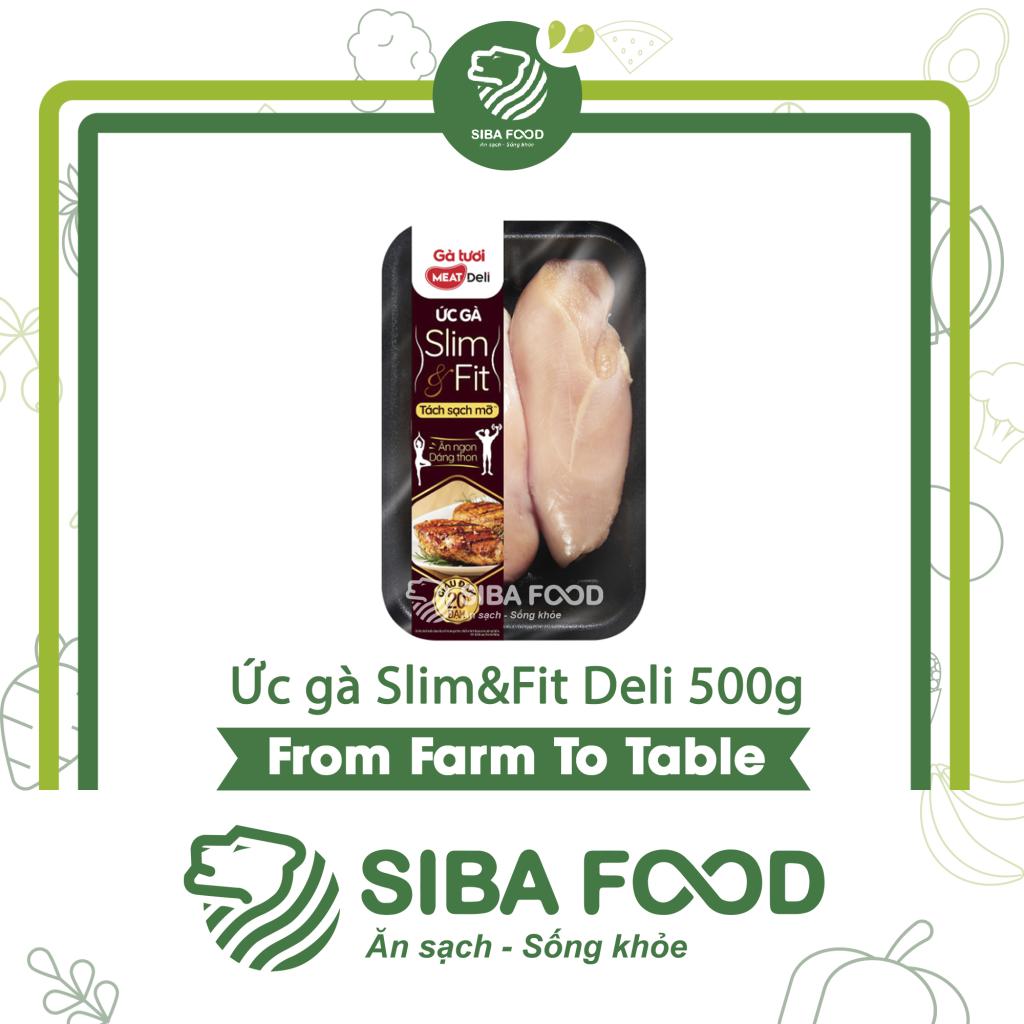 SIBA FOOD
Ăn sạch - Sống khỏe
Gà tươi
MEAT Deli
ỨC GÀ
Slim
& Fit
Tách sạch mỡ
Ăn ngon
Dáng thon
20
SIBA FOOD
Ăn sạch - Sống khỏe
Ức gà Slim&Fit Deli 500g
From Farm To Table
SIBA FOOD
Ăn sạch - Sống khỏe